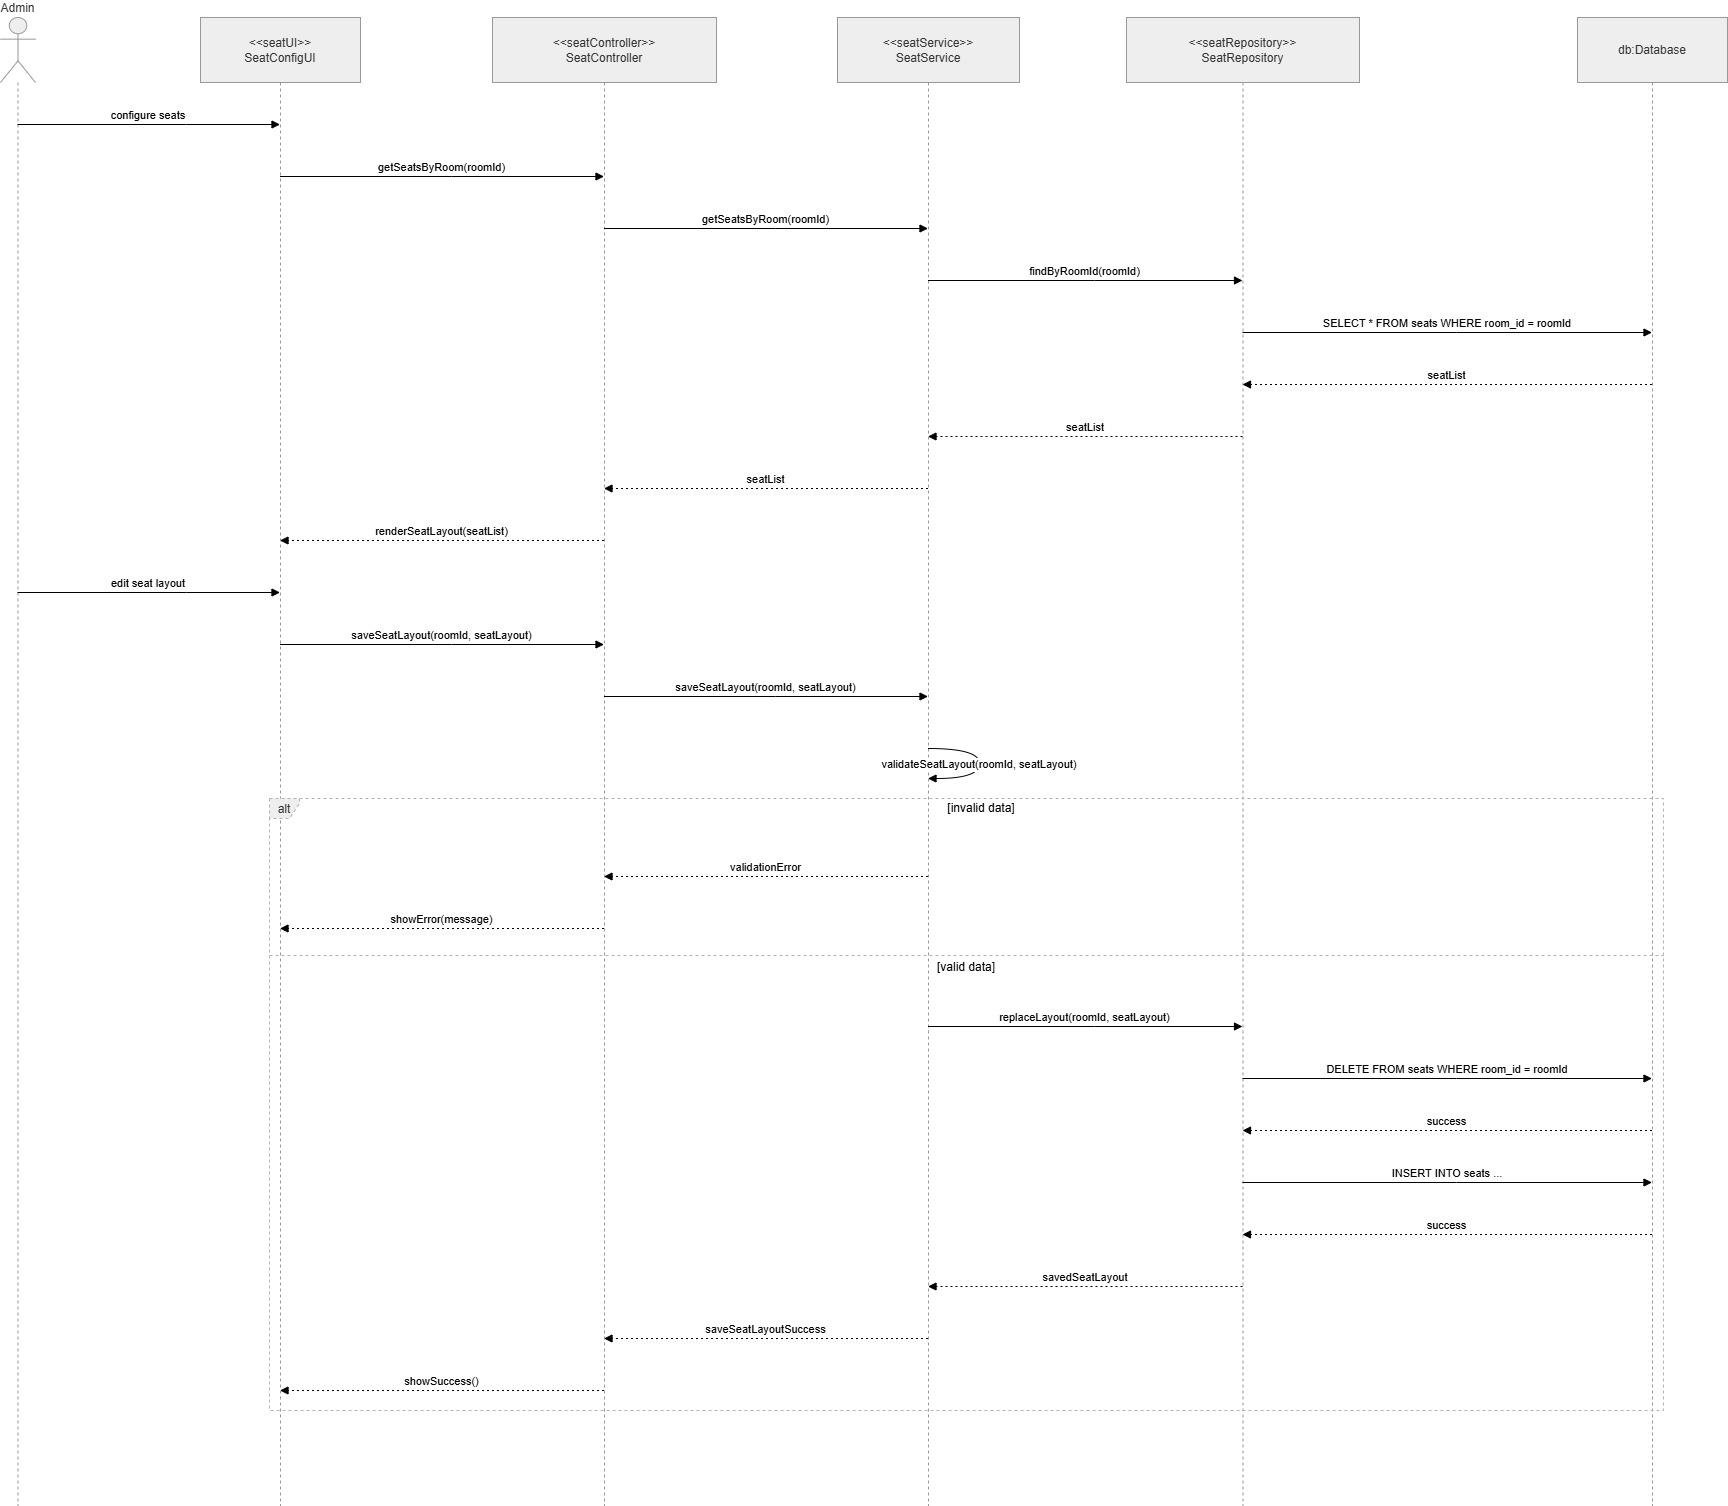 Admin
<<seatUI>>
SeatConfigUI
<<seatController>>
SeatController
<<seatService>>
SeatService
<<seatRepository>>
SeatRepository
db:Database
configure seats
getSeatsByRoom(roomId)
getSeatsByRoom(roomId)
findByRoomId(roomId)
SELECT * FROM seats WHERE room_id = roomId
seatList
seatList
seatList
renderSeatLayout(seatList)
edit seat layout
saveSeatLayout(roomId, seatLayout)
saveSeatLayout(roomId, seatLayout)
validateSeatLayout(roomId, seatLayout)
alt
[invalid data]
validationError
showError(message)
[valid data]
replaceLayout(roomId, seatLayout)
DELETE FROM seats WHERE room_id = roomId
success
INSERT INTO seats ...
success
savedSeatLayout
saveSeatLayoutSuccess
showSuccess()